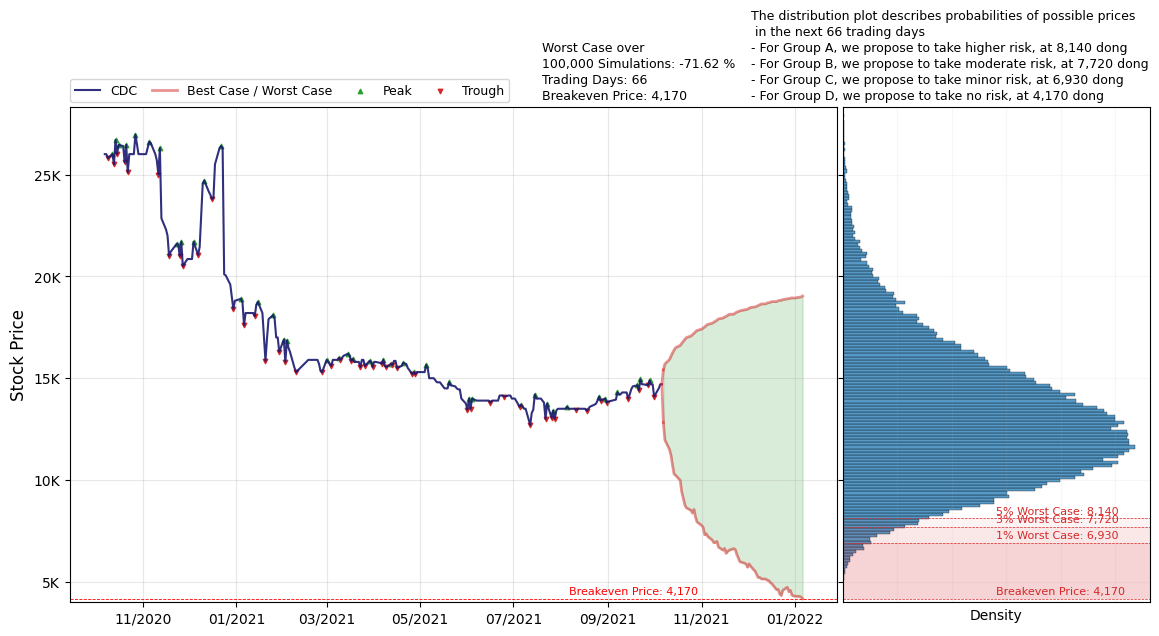 The distribution plot describes probabilities of possible prices
in the next 66 trading days
- For Group A, we propose to take higher risk, at 8,140 dong
- For Group B, we propose to take moderate risk, at 7,720 dong
- For Group C, we propose to take minor risk, at 6,930 dong
- For Group D, we propose to take no risk, at 4,170 dong
Worst Case over
100,000 Simulations: -71.62 %
Trading Days: 66
Breakeven Price: 4,170
CDC
Best Case / Worst Case
Peak
Trough
Stock Price
25K
20K
15K
10K
5K
11/2020
01/2021
03/2021
05/2021
07/2021
09/2021
11/2021
01/2022
Breakeven Price: 4,170
5% Worst Case: 8,140
3% Worst Case: 7,720
1% Worst Case: 6,930
Breakeven Price: 4,170
Density